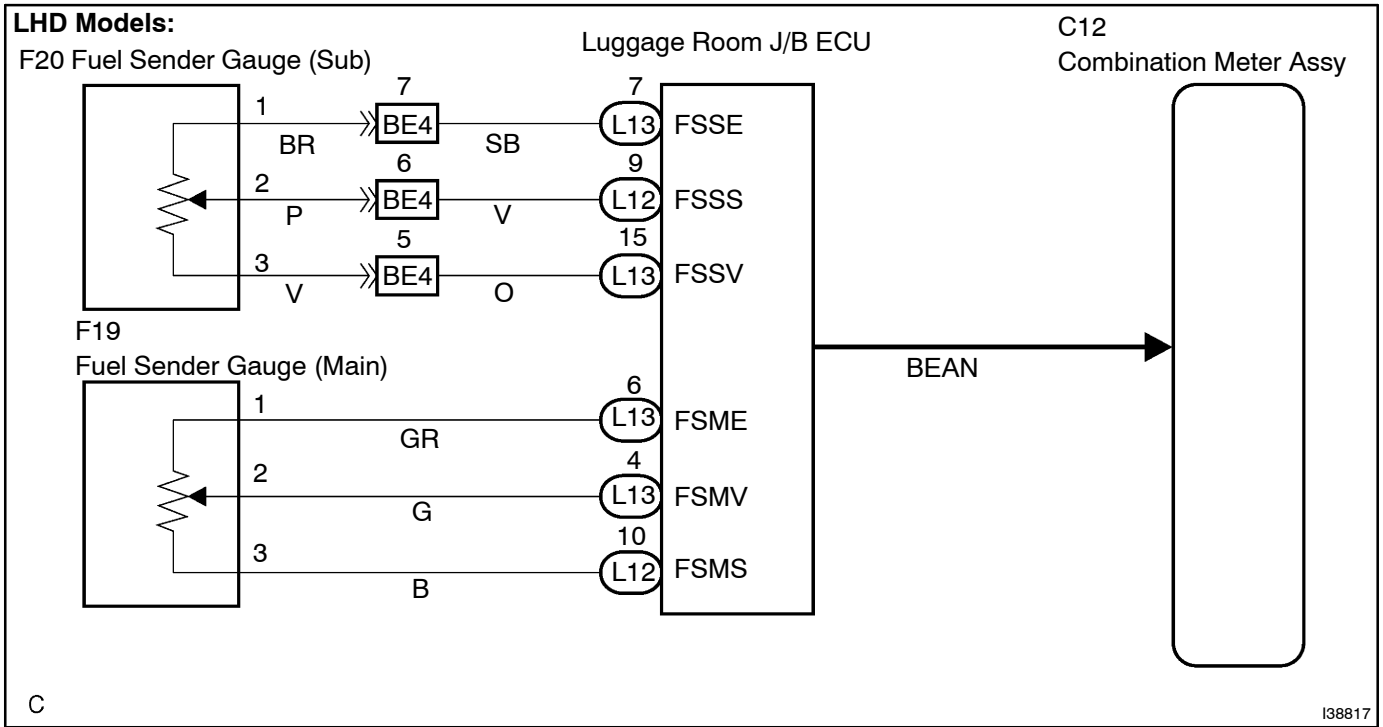 LHD Models:
F20 Fuel Sender Gauge (Sub)
Luggage Room J/B ECU
C12
Combination Meter Assy
1
BR
7
BE4
SB
7
L13
FSSE
2
P
6
BE4
V
9
L12
FSSS
3
V
5
BE4
O
15
L13
FSSV
F19
Fuel Sender Gauge (Main)
BEAN
1
GR
6
L13
FSME
2
G
4
L13
FSMV
3
B
10
L12
FSMS
C
I38817